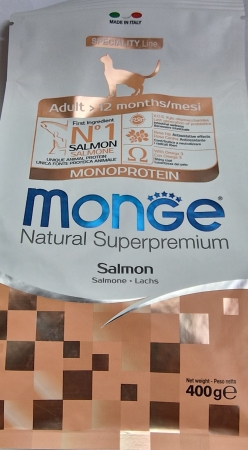 MADE IN ITALY
SPECIALITY Line
Adult > 12 months/mesi
First Ingredient
N°1
SALMON
SALMONE
UNIQUE ANIMAL PROTEIN
UNICA FONTE PROTEICA ANIMALE
MONOPROTEIN
monge
Natural Superpremium
Salmon
Salmone - Lachs
Net weight - Peso netto
400g e